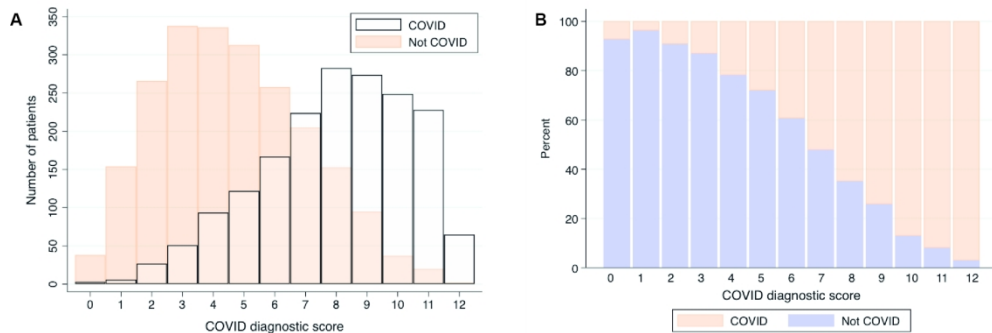 A
350
300
250
200
150
100
50
0
Number of patients
COVID
Not COVID
0 1 2 3 4 5 6 7 8 9 10 11 12
COVID diagnostic score
B
100
80
60
40
20
0
Percent
0 1 2 3 4 5 6 7 8 9 10 11 12
COVID diagnostic score
COVID Not COVID